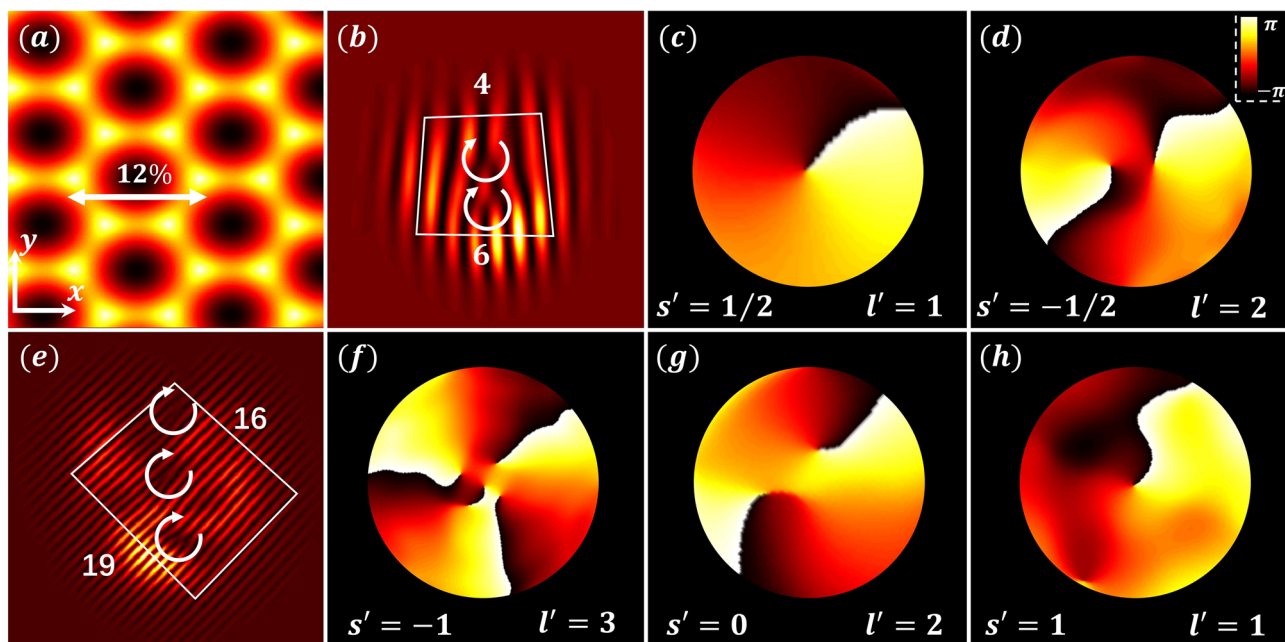 (a)
12%
y
x
(b)
4
6
(c)
s′ = 1/2 l′ = 1
(d)
π
−π
s′ = −1/2 l′ = 2
(e)
16
19
(f)
s′ = −1 l′ = 3
(g)
s′ = 0 l′ = 2
(h)
s′ = 1 l′ = 1